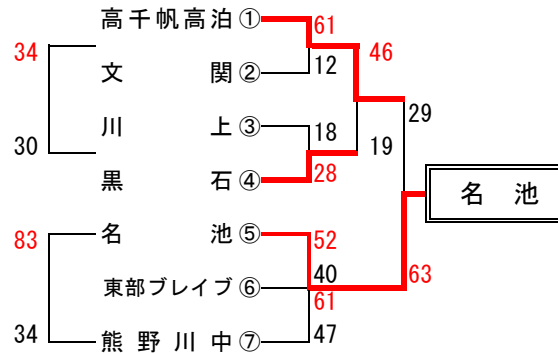 高千帆高泊 ① 61
34 46
文 関 ② 12
29
川 上 ③ 18
30 19
黒 石 ④ 28
名 池
83 名 池 ⑤ 52
40 63
東部ブレイブ ⑥ 61
34 熊野川中 ⑦ 47